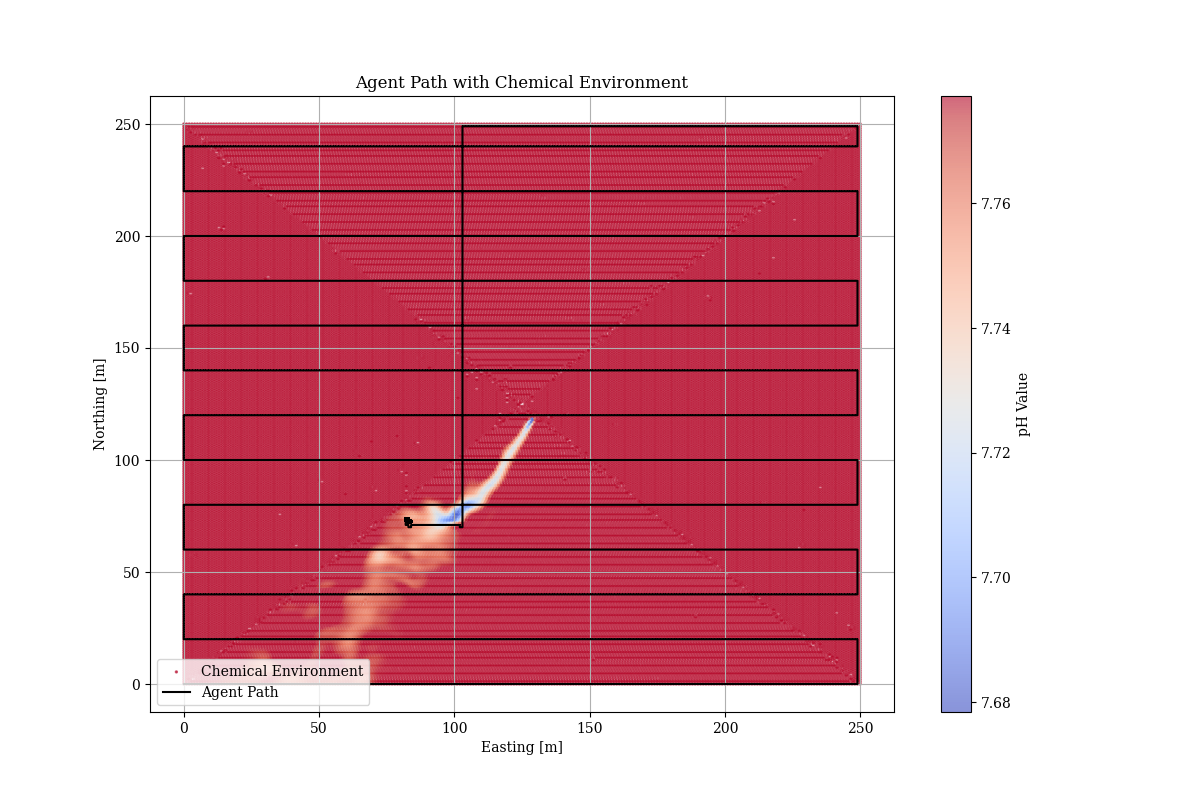 Agent Path with Chemical Environment
250
200
150
100
50
0
Northing [m]
Chemical Environment
Agent Path
0
50
100
150
200
250
Easting [m]
7.76
7.74
7.72
7.70
7.68
pH Value